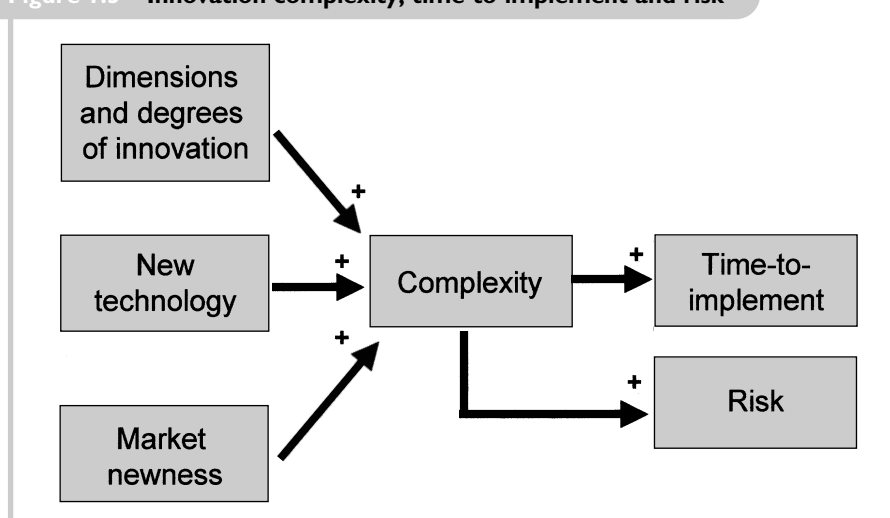 Innovation complexity, time-to-implement and risk
Dimensions
and degrees
of innovation
+
New
technology
+
Complexity
+
Time-to-
implement
+
Market
newness
+
Risk